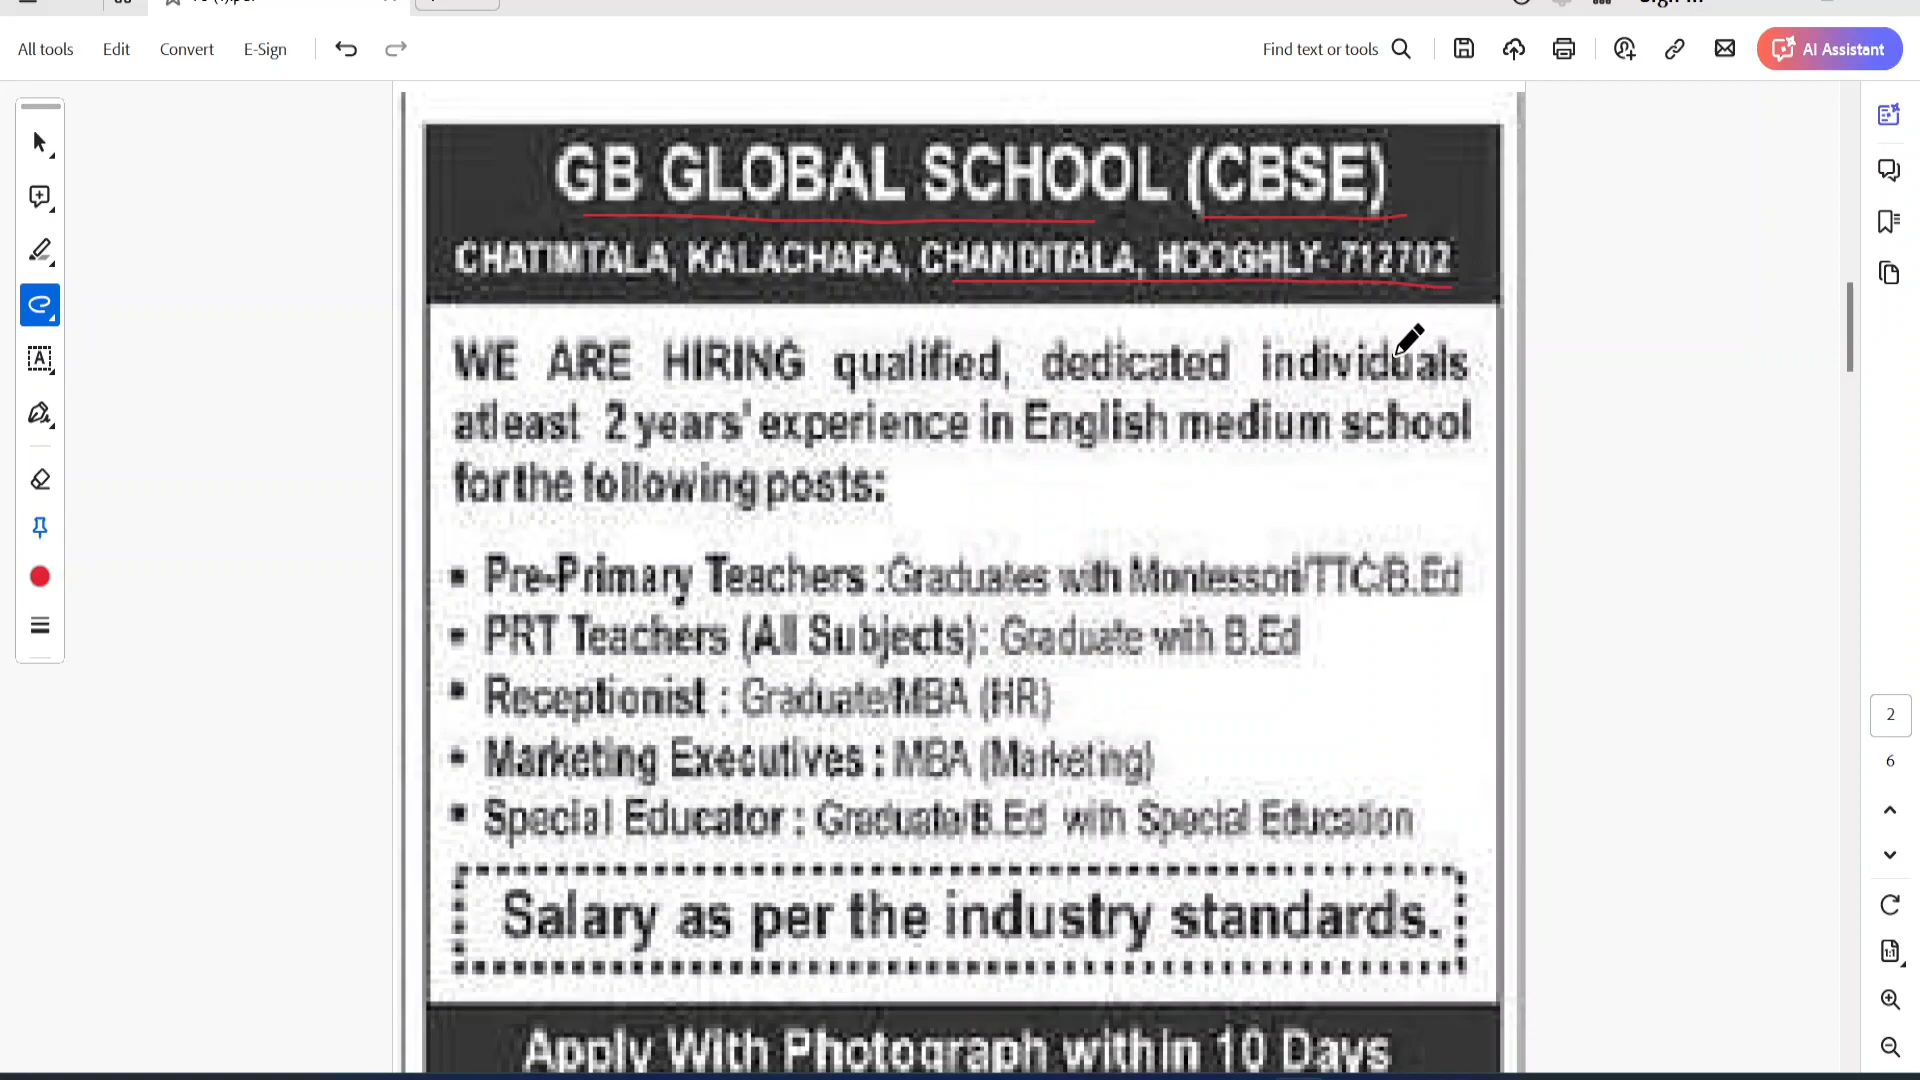 All tools Edit Convert E-Sign Find text or tools AI Assistant
GB GLOBAL SCHOOL (CBSE)
CHATIMTALA, KALACHARA, CHANDITALA, HOOGHLY- 712702
WE ARE HIRING qualified, dedicated individuals
atleast 2 years' experience in English medium school
for the following posts:
▪ Pre-Primary Teachers :Graduates with Montessori/TTC/B.Ed
▪ PRT Teachers (All Subjects): Graduate with B.Ed
▪ Receptionist : Graduate/MBA (HR)
▪ Marketing Executives : MBA (Marketing)
▪ Special Educator : Graduate/B.Ed with Special Education
Salary as per the industry standards.
Apply With Photograph within 10 Days
2
6